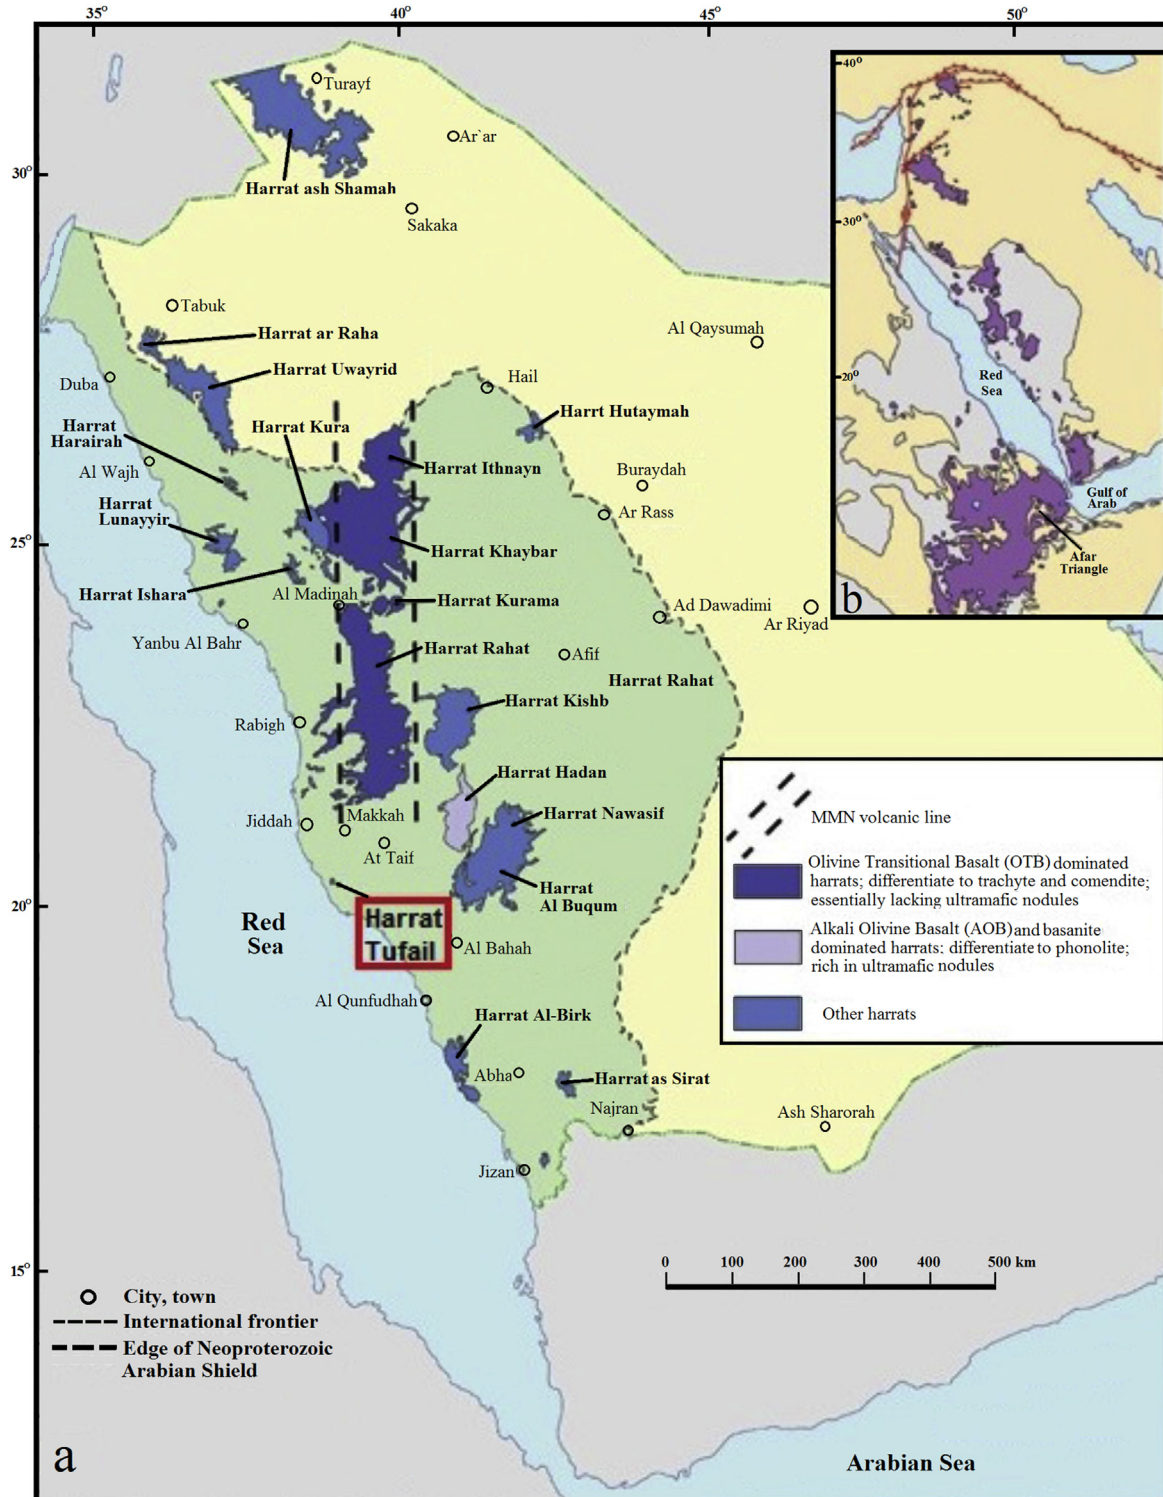 35°
40°
45°
50°
40°
30°
20°
Red
Sea
Gulf of
Arab
Afar
Triangle
b
30°
25°
20°
15°
Turayf
Ar`ar
Harrat ash Shamah
Sakaka
Tabuk
Harrat ar Raha
Al Qaysumah
Duba
Harrat Uwayrid
Hail
Harrat
Harairah
Harrat Kura
Harrt Hutaymah
Al Wajh
Harrat Ithnayn
Buraydah
Harrat
Lunayyir
Ar Rass
Harrat Khaybar
Harrat Ishara
Al Madinah
Harrat Kurama
Ad Dawadimi
Ar Riyad
Yanbu Al Bahr
Harrat Rahat
Afif
Harrat Rahat
Harrat Kishb
Rabigh
Harrat Hadan
Jiddah
Makkah
Harrat Nawasif
At Taif
Harrat
Al Buqum
Red
Sea
Harrat
Tufail
Al Bahah
Al Qunfudhah
Harrat Al-Birk
Abha
Harrat as Sirat
Najran
Ash Sharorah
Jizan
MMN volcanic line
Olivine Transitional Basalt (OTB) dominated
harrats; differentiate to trachyte and comendite;
essentially lacking ultramafic nodules
Alkali Olivine Basalt (AOB) and basanite
dominated harrats: differentiate to phonolite;
rich in ultramafic nodules
Other harrats
0 100 200 300 400 500 km
City, town
International frontier
Edge of Neoproterozoic
Arabian Shield
a
Arabian Sea